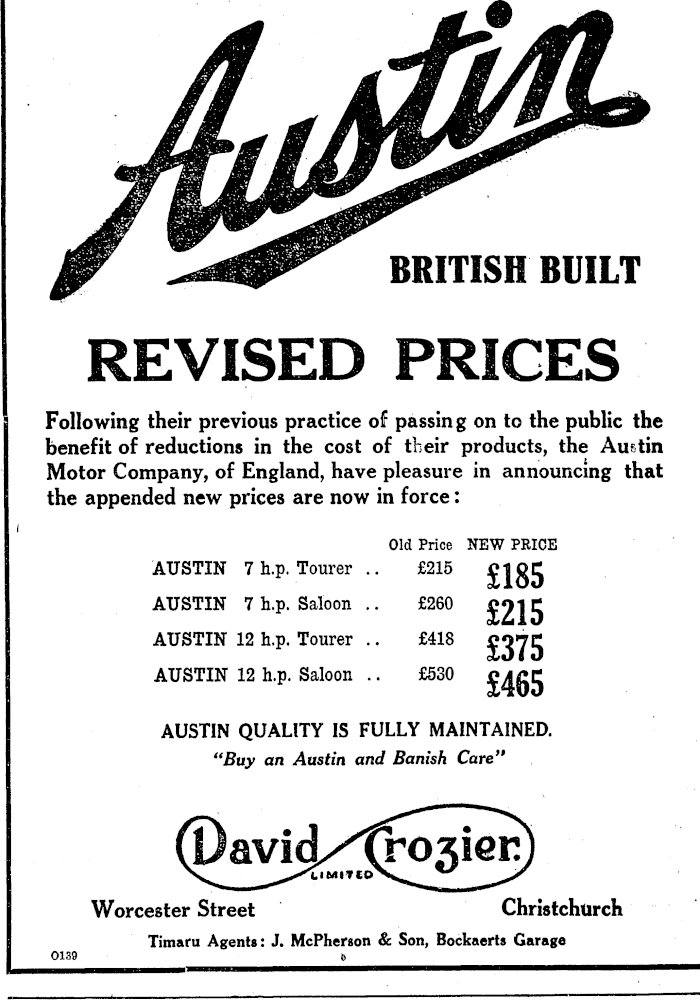 Austin
BRITISH BUILT
REVISED PRICES
Following their previous practice of passing on to the public the
benefit of reductions in the cost of their products, the Austin
Motor Company, of England, have pleasure in announcing that
the appended new prices are now in force:
Old Price NEW PRICE
AUSTIN 7 h.p. Tourer .. £215 £185
AUSTIN 7 h.p. Saloon .. £260 £215
AUSTIN 12 h.p. Tourer .. £418 £375
AUSTIN 12 h.p. Saloon .. £530 £465
AUSTIN QUALITY IS FULLY MAINTAINED.
"Buy an Austin and Banish Care"
David Crozier.
LIMITED
Worcester Street Christchurch
Timaru Agents: J. McPherson & Son, Bockaerts Garage
O139